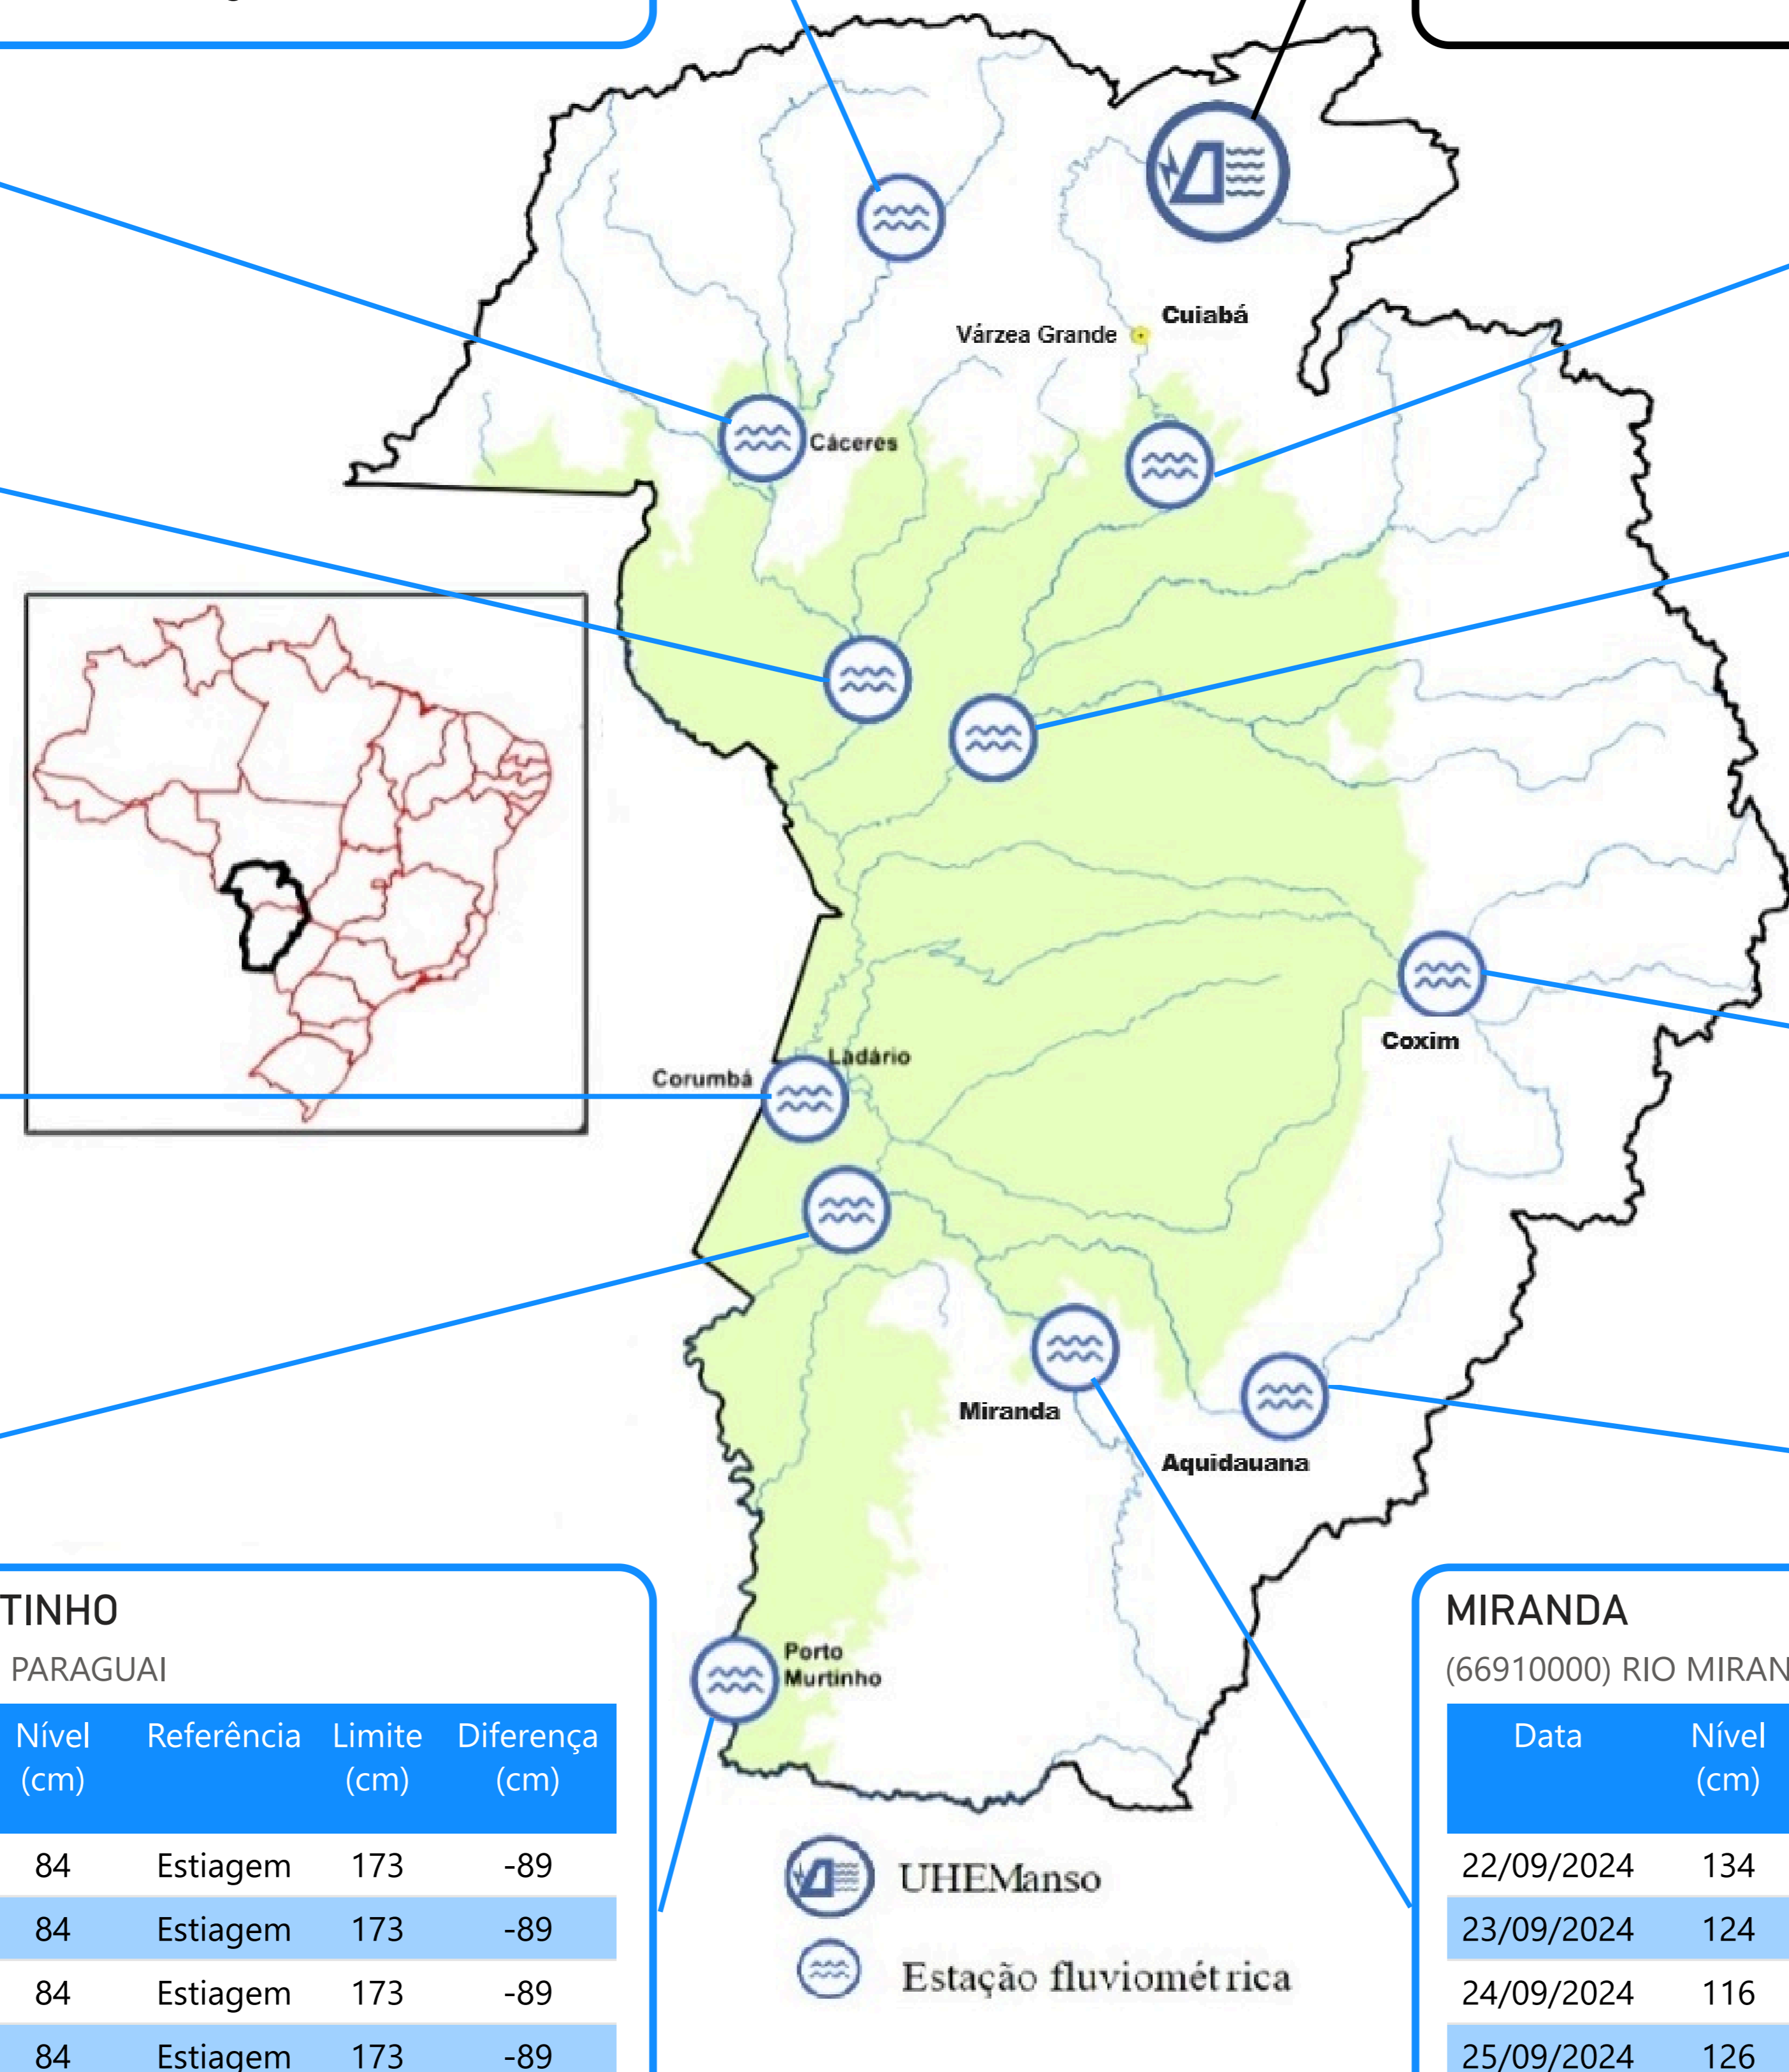 Cuiabá
Várzea Grande
Cáceres
Coxim
Ladário
Corumbá
Miranda
Aquidauana
Porto
Murtinho
UHEManso
Estação fluviométrica
TINHO
PARAGUAI
Nível (cm) Referência Limite (cm) Diferença (cm)
84 Estiagem 173 -89
84 Estiagem 173 -89
84 Estiagem 173 -89
84 Estiagem 173 -89
MIRANDA
(66910000) RIO MIRAN
Data Nível (cm)
22/09/2024 134
23/09/2024 124
24/09/2024 116
25/09/2024 126